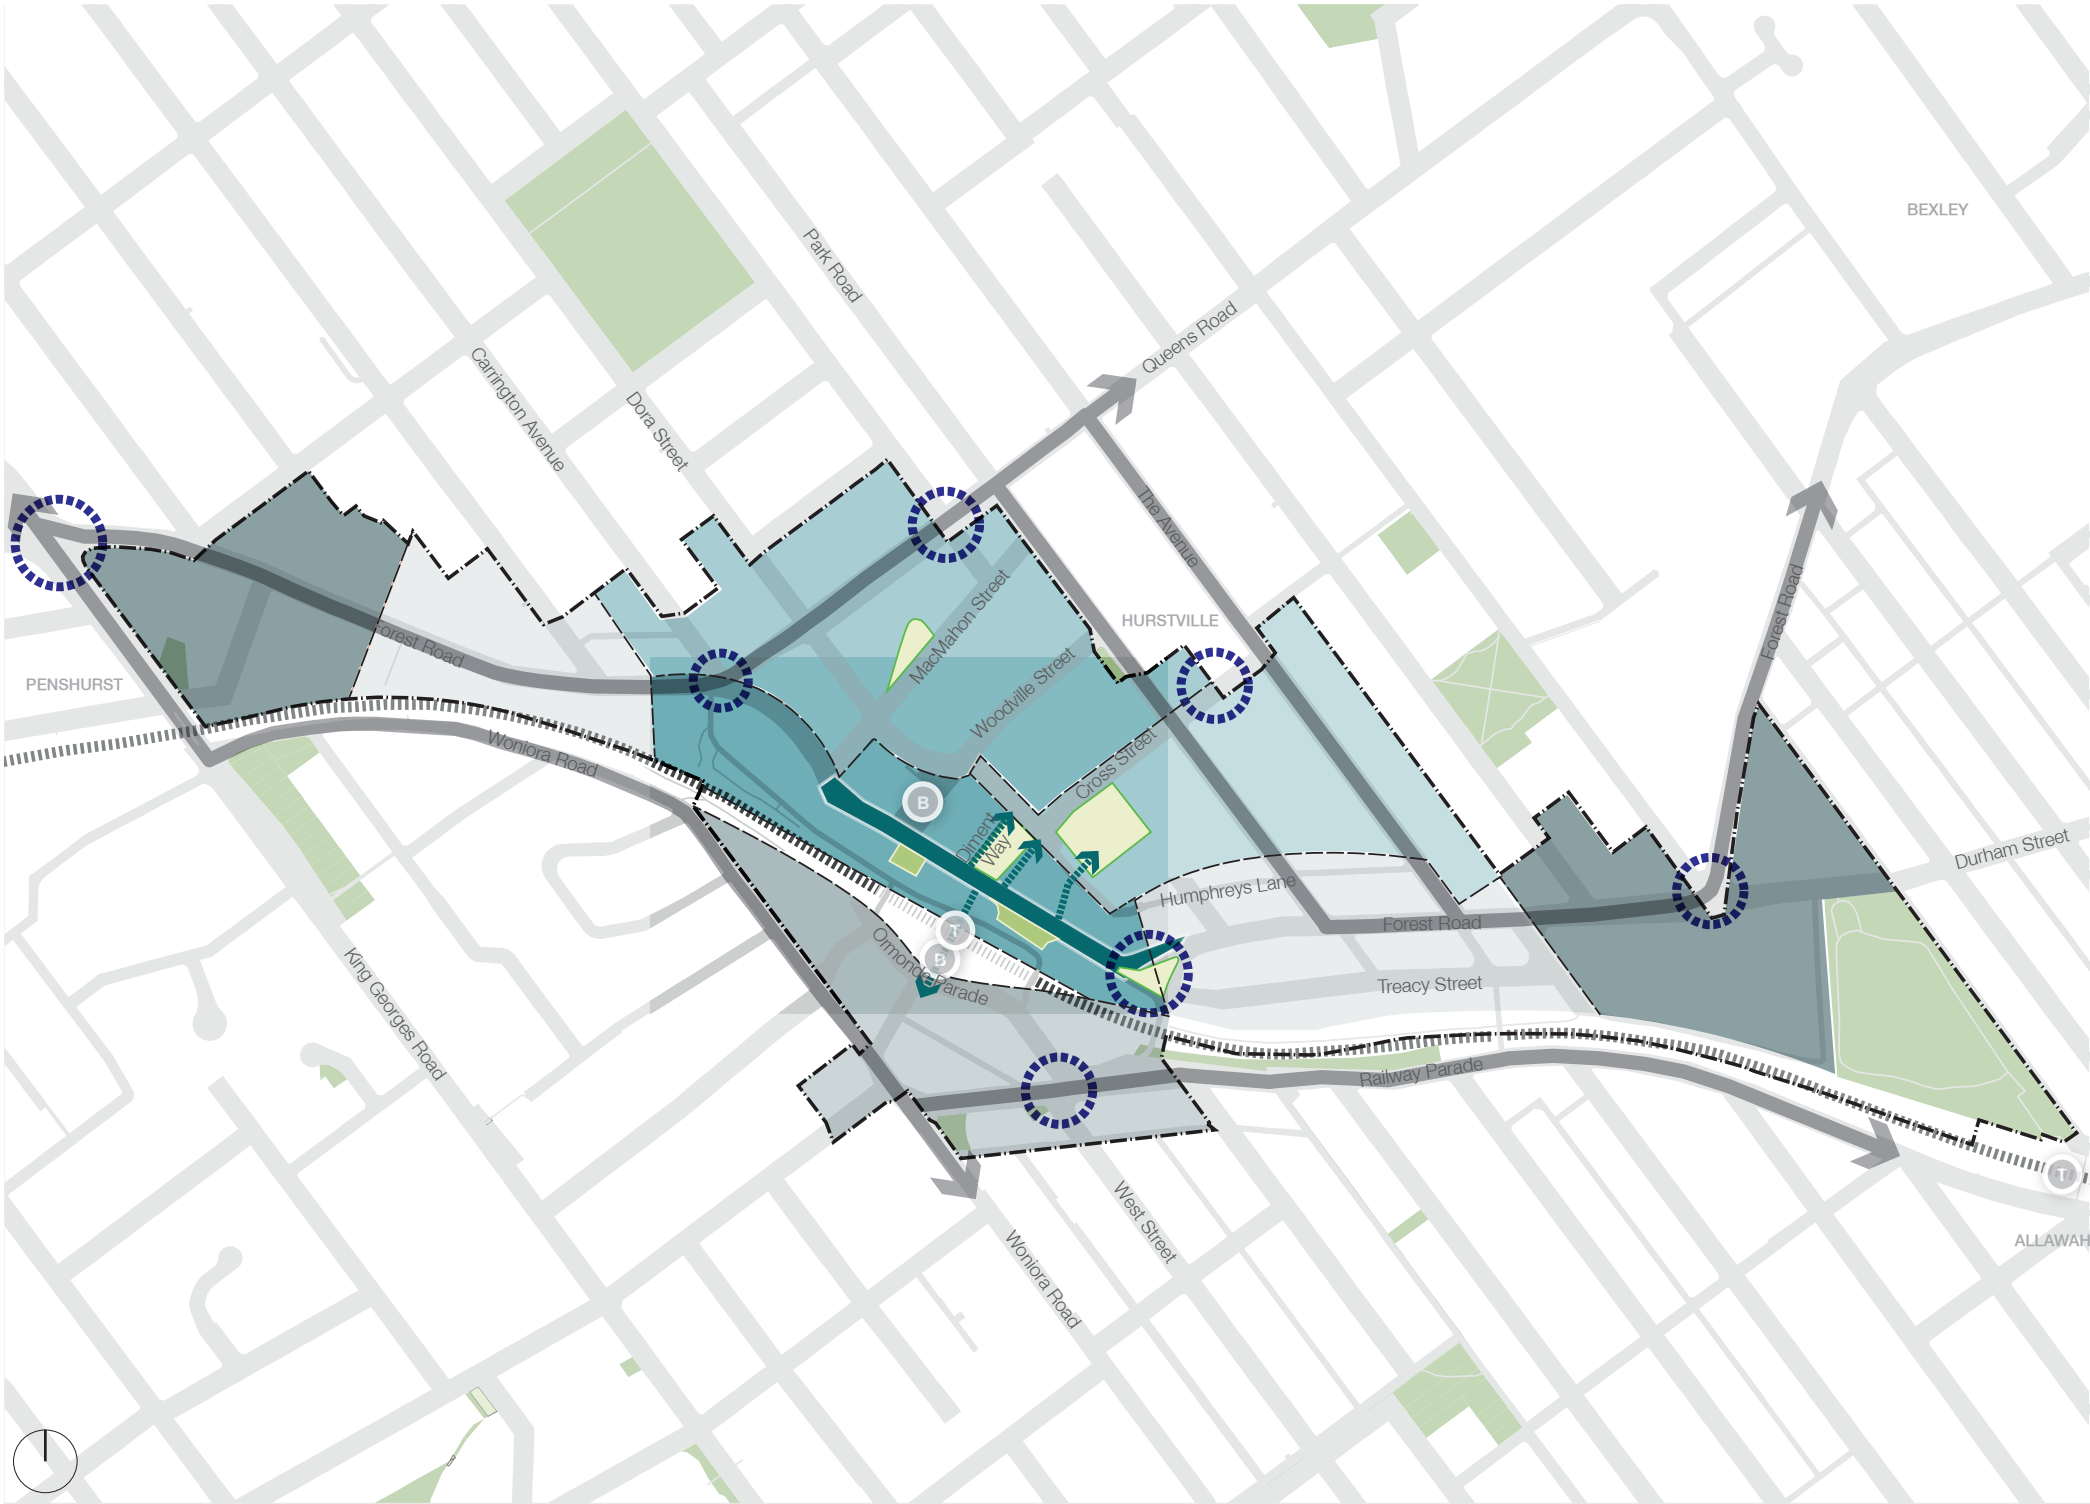 BEXLEY
Park Road
Queens Road
Carrington Avenue
Dora Street
The Avenue
MacMahon Street
HURSTVILLE
Forest Road
Forest Road
PENSHURST
Woodville Street
Woniora Road
Cross Street
B
Diment
Way
Durham Street
Humphreys Lane
Forest Road
T
B
Ormonde Parade
King Georges Road
Treacy Street
Railway Parade
T
West Street
Woniora Road
ALLAWAH